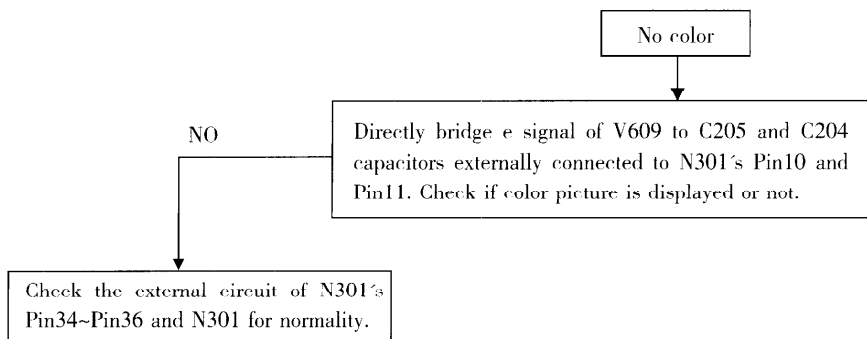 No color
NO
Directly bridge e signal of V609 to C205 and C204
capacitors externally connected to N301's Pin10 and
Pin11. Check if color picture is displayed or not.
Check the external circuit of N301's
Pin34~Pin36 and N301 for normality.